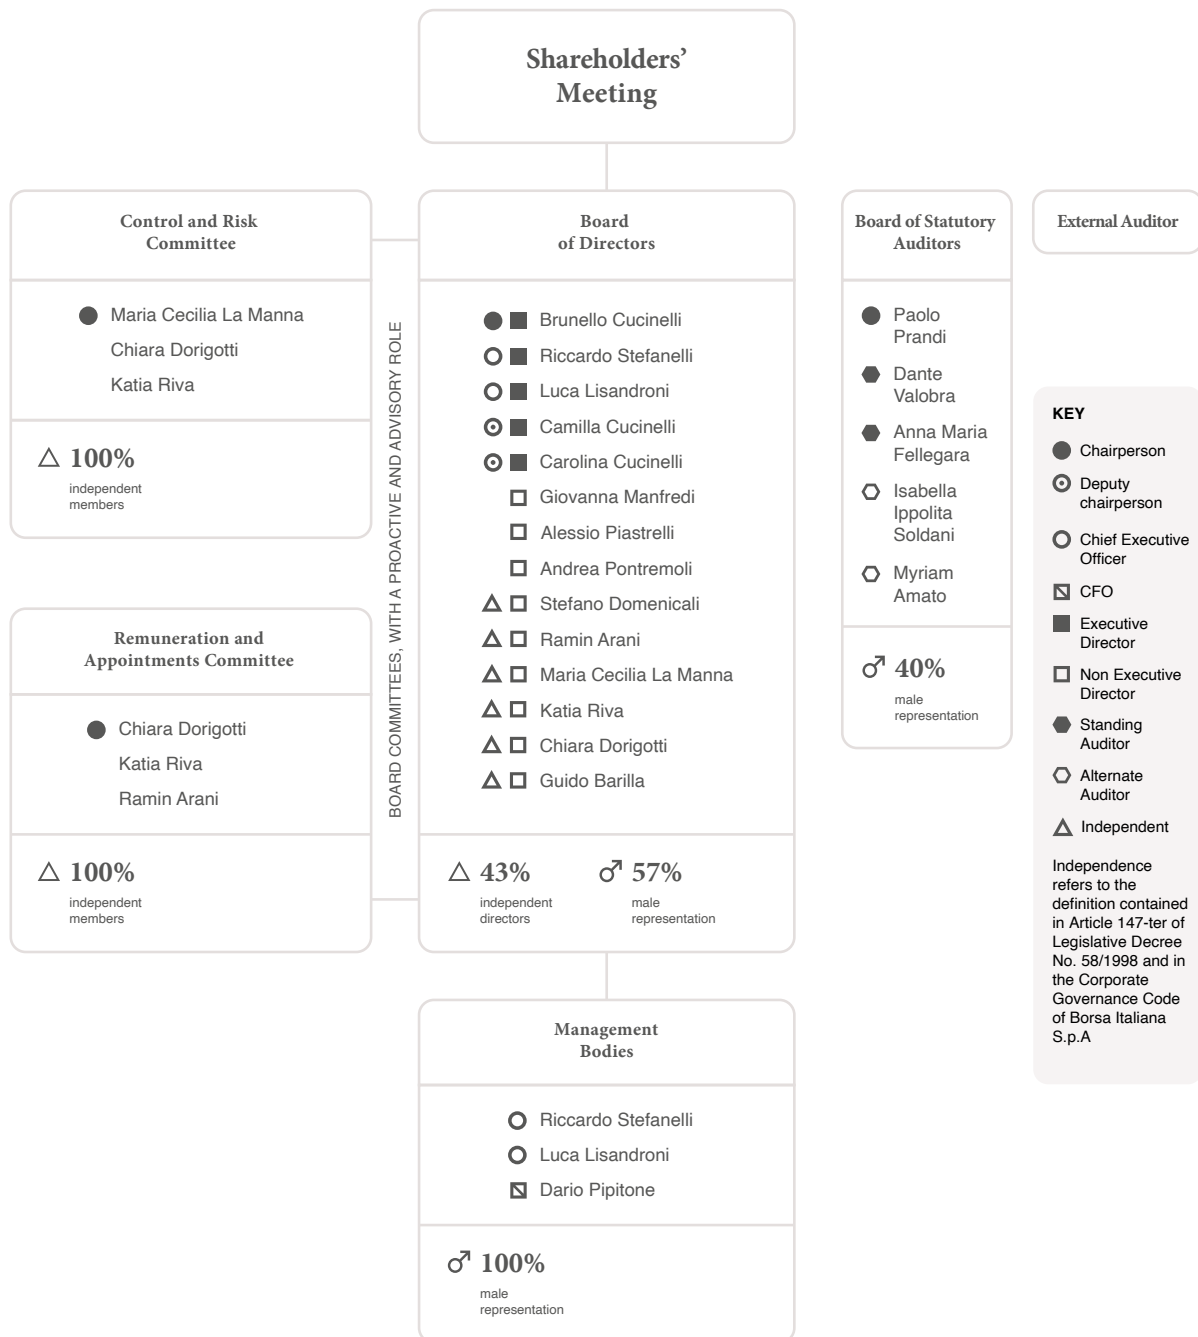 Shareholders’
Meeting
Control and Risk
Committee
Maria Cecilia La Manna
Chiara Dorigotti
Katia Riva
100%
independent
members
Remuneration and
Appointments Committee
Chiara Dorigotti
Katia Riva
Ramin Arani
100%
independent
members
BOARD COMMITTEES, WITH A PROACTIVE AND ADVISORY ROLE
Board
of Directors
Brunello Cucinelli
Riccardo Stefanelli
Luca Lisandroni
Camilla Cucinelli
Carolina Cucinelli
Giovanna Manfredi
Alessio Piastrelli
Andrea Pontremoli
Stefano Domenicali
Ramin Arani
Maria Cecilia La Manna
Katia Riva
Chiara Dorigotti
Guido Barilla
43%
independent
directors
57%
male
representation
Management
Bodies
Riccardo Stefanelli
Luca Lisandroni
Dario Pipitone
100%
male
representation
Board of Statutory
Auditors
Paolo
Prandi
Dante
Valobra
Anna Maria
Fellegara
Isabella
Ippolita
Soldani
Myriam
Amato
40%
male
representation
External Auditor
KEY
Chairperson
Deputy
chairperson
Chief Executive
Officer
CFO
Executive
Director
Non Executive
Director
Standing
Auditor
Alternate
Auditor
Independent
Independence
refers to the
definition contained
in Article 147-ter of
Legislative Decree
No. 58/1998 and in
the Corporate
Governance Code
of Borsa Italiana
S.p.A